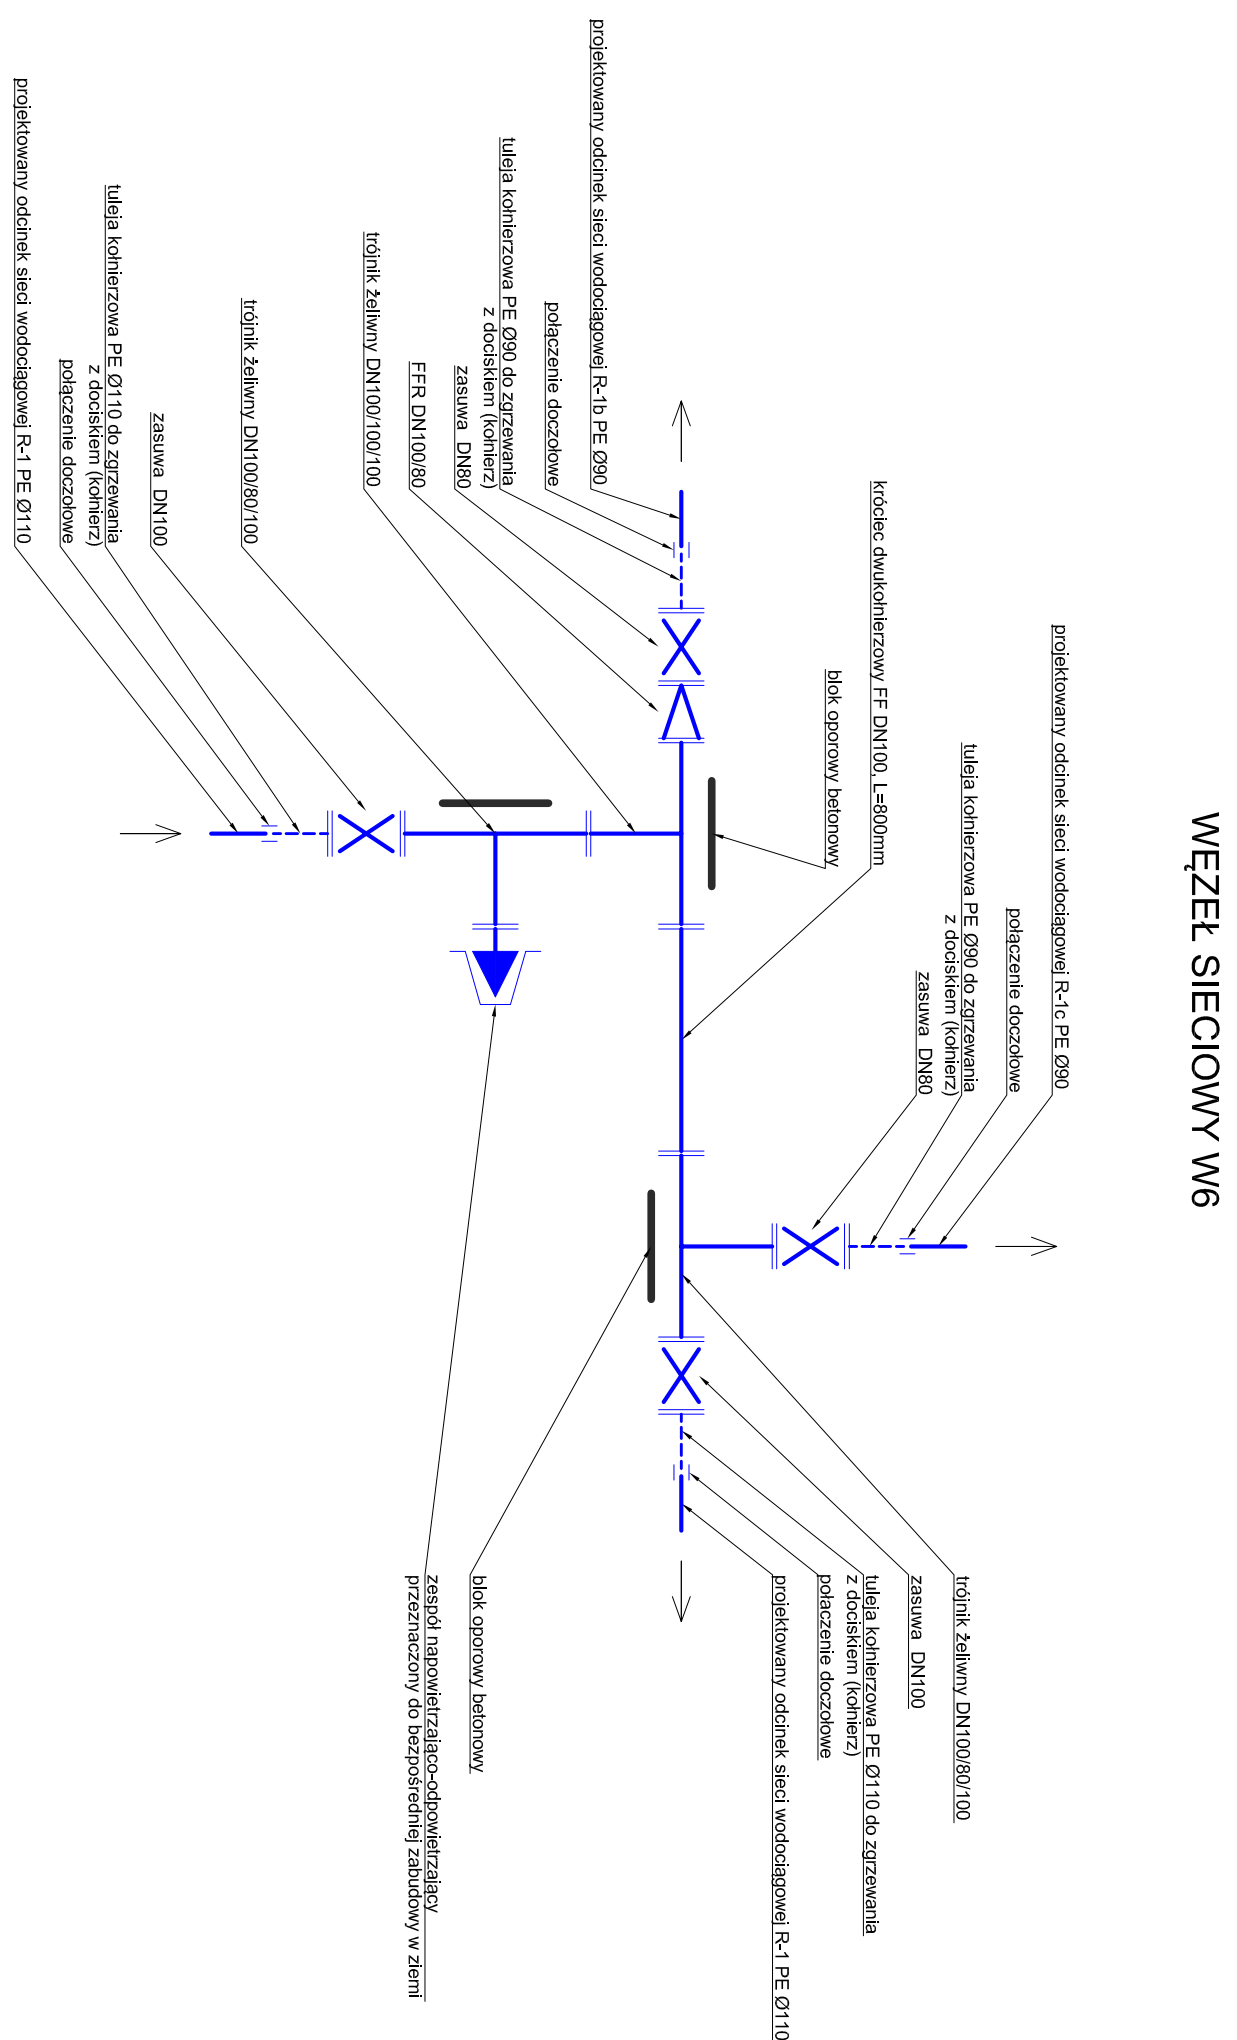 WĘZEŁ SIECIOWY W6
projektowany odcinek sieci wodociągowej R-1c PE Ø90
połączenie doczołowe
tuleja kołnierzowa PE Ø90 do zgrzewania
z dociskiem (kołnierz)
zasuwa DN80
króciec dwukołnierzowy FF DN100, L=800mm
blok oporowy betonowy
projektowany odcinek sieci wodociągowej R-1b PE Ø90
połączenie doczołowe
tuleja kołnierzowa PE Ø90 do zgrzewania
z dociskiem (kołnierz)
zasuwa DN80
FFR DN100/80
trójnik żeliwny DN100/100/100
trójnik żeliwny DN100/80/100
zasuwa DN100
tuleja kołnierzowa PE Ø110 do zgrzewania
z dociskiem (kołnierz)
połączenie doczołowe
projektowany odcinek sieci wodociągowej R-1 PE Ø110
trójnik żeliwny DN100/80/100
zasuwa DN100
tuleja kołnierzowa PE Ø110 do zgrzewania
z dociskiem (kołnierz)
połaczenie doczołowe
projektowany odcinek sieci wodociągowej R-1 PE Ø110
blok oporowy betonowy
zespół napowietrzająco-odpowietrzający
przeznaczony do bezpośredniej zabudowy w ziemi